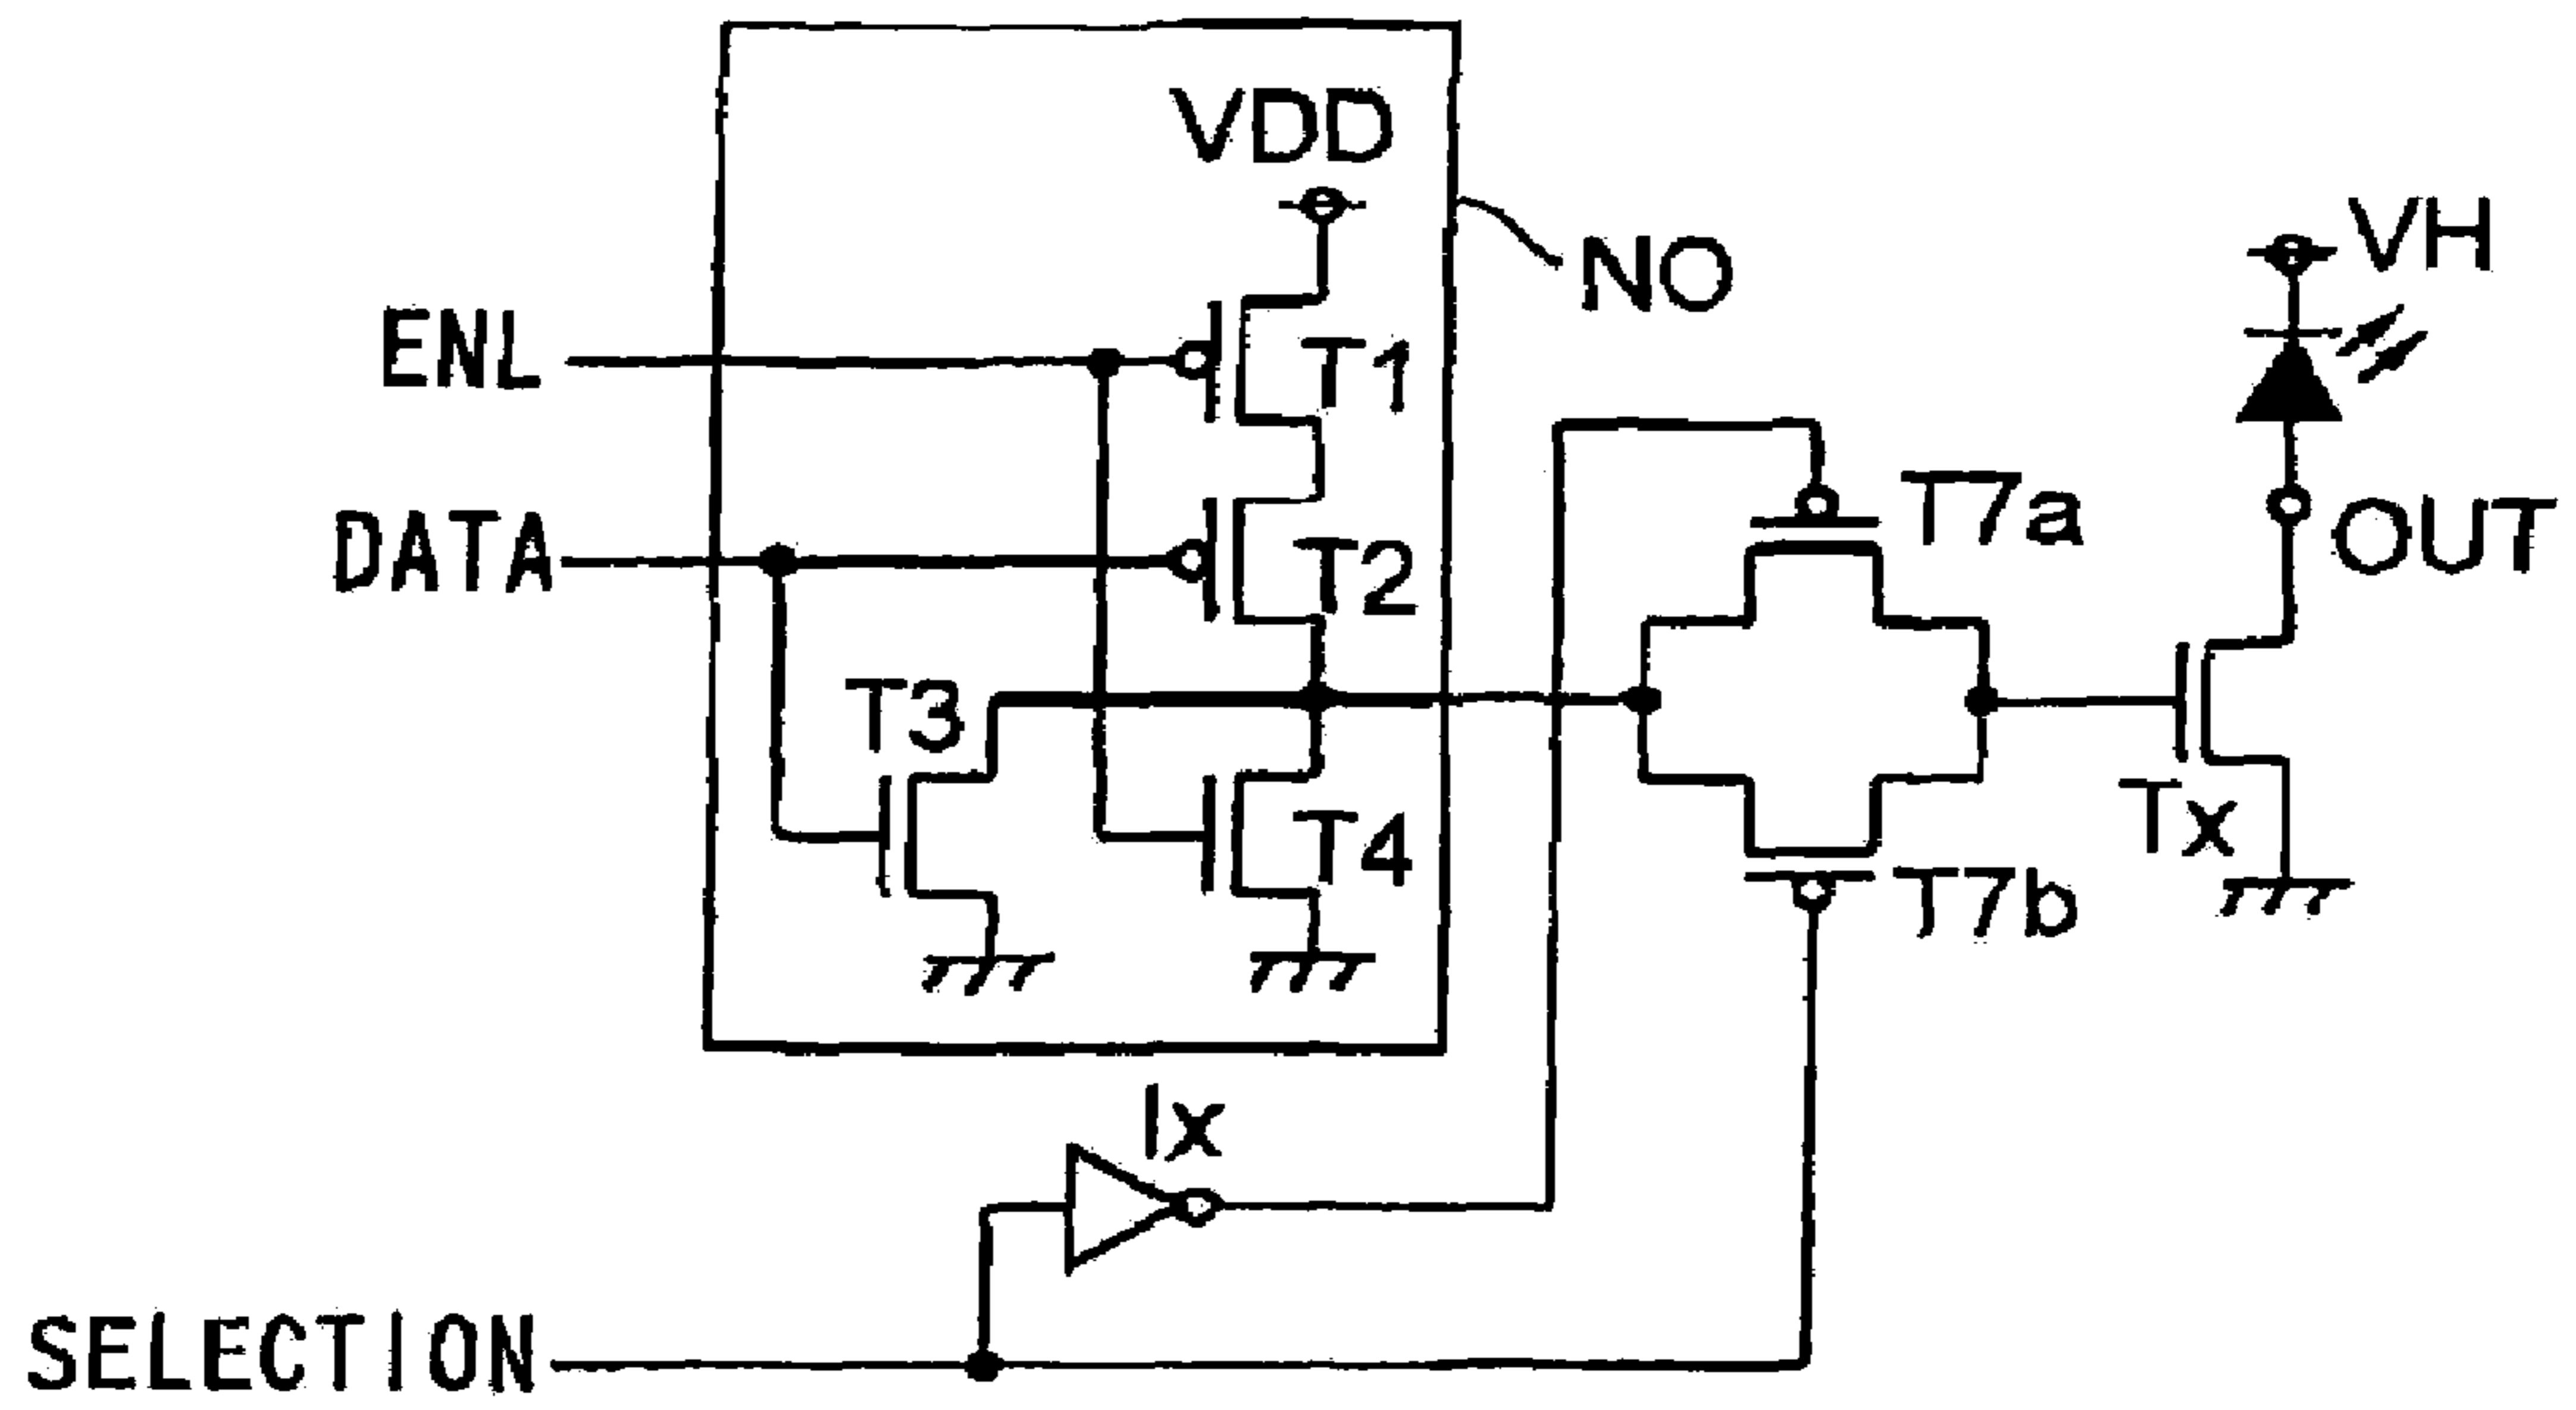 VDD
NO
VH
ENL
T1
DATA
T2
T7a
OUT
T3
T4
Tx
T7b
Ix
SELECTION